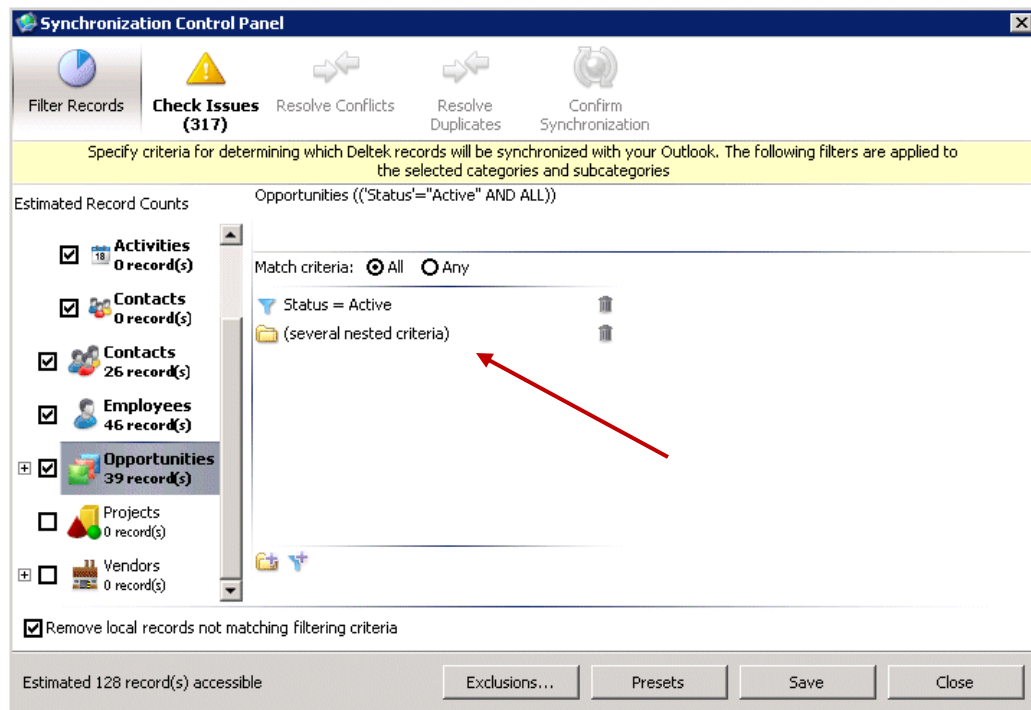 Synchronization Control Panel
Filter Records
Check Issues
(317)
Resolve Conflicts
Resolve
Duplicates
Confirm
Synchronization
Specify criteria for determining which Deltek records will be synchronized with your Outlook. The following filters are applied to
the selected categories and subcategories
Estimated Record Counts
Opportunities (('Status'="Active" AND ALL))
Activities
0 record(s)
Contacts
0 record(s)
Contacts
26 record(s)
Employees
46 record(s)
Opportunities
39 record(s)
Projects
0 record(s)
Vendors
0 record(s)
Match criteria: All Any
Status = Active
(several nested criteria)
Remove local records not matching filtering criteria
Estimated 128 record(s) accessible
Exclusions...
Presets
Save
Close